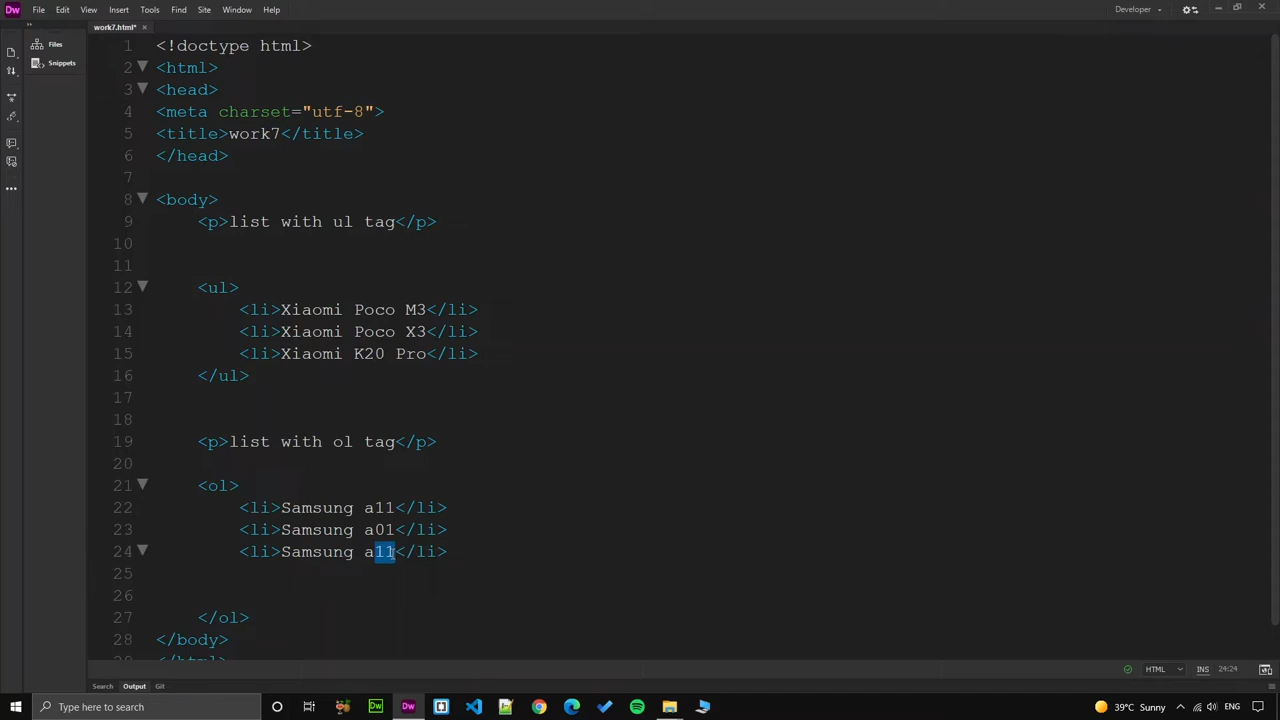 Dw File Edit View Insert Tools Find Site Window Help Developer
work7.html*
Files
Snippets
1 <!doctype html>
2 <html>
3 <head>
4 <meta charset="utf-8">
5 <title>work7</title>
6 </head>
7
8 <body>
9 <p>list with ul tag</p>
10
11
12 <ul>
13 <li>Xiaomi Poco M3</li>
14 <li>Xiaomi Poco X3</li>
15 <li>Xiaomi K20 Pro</li>
16 </ul>
17
18
19 <p>list with ol tag</p>
20
21 <ol>
22 <li>Samsung a11</li>
23 <li>Samsung a01</li>
24 <li>Samsung a11</li>
25
26
27 </ol>
28 </body>
</html>
HTML INS 24:24
Search Output Git
Type here to search Dw Dw 39°C Sunny ENG